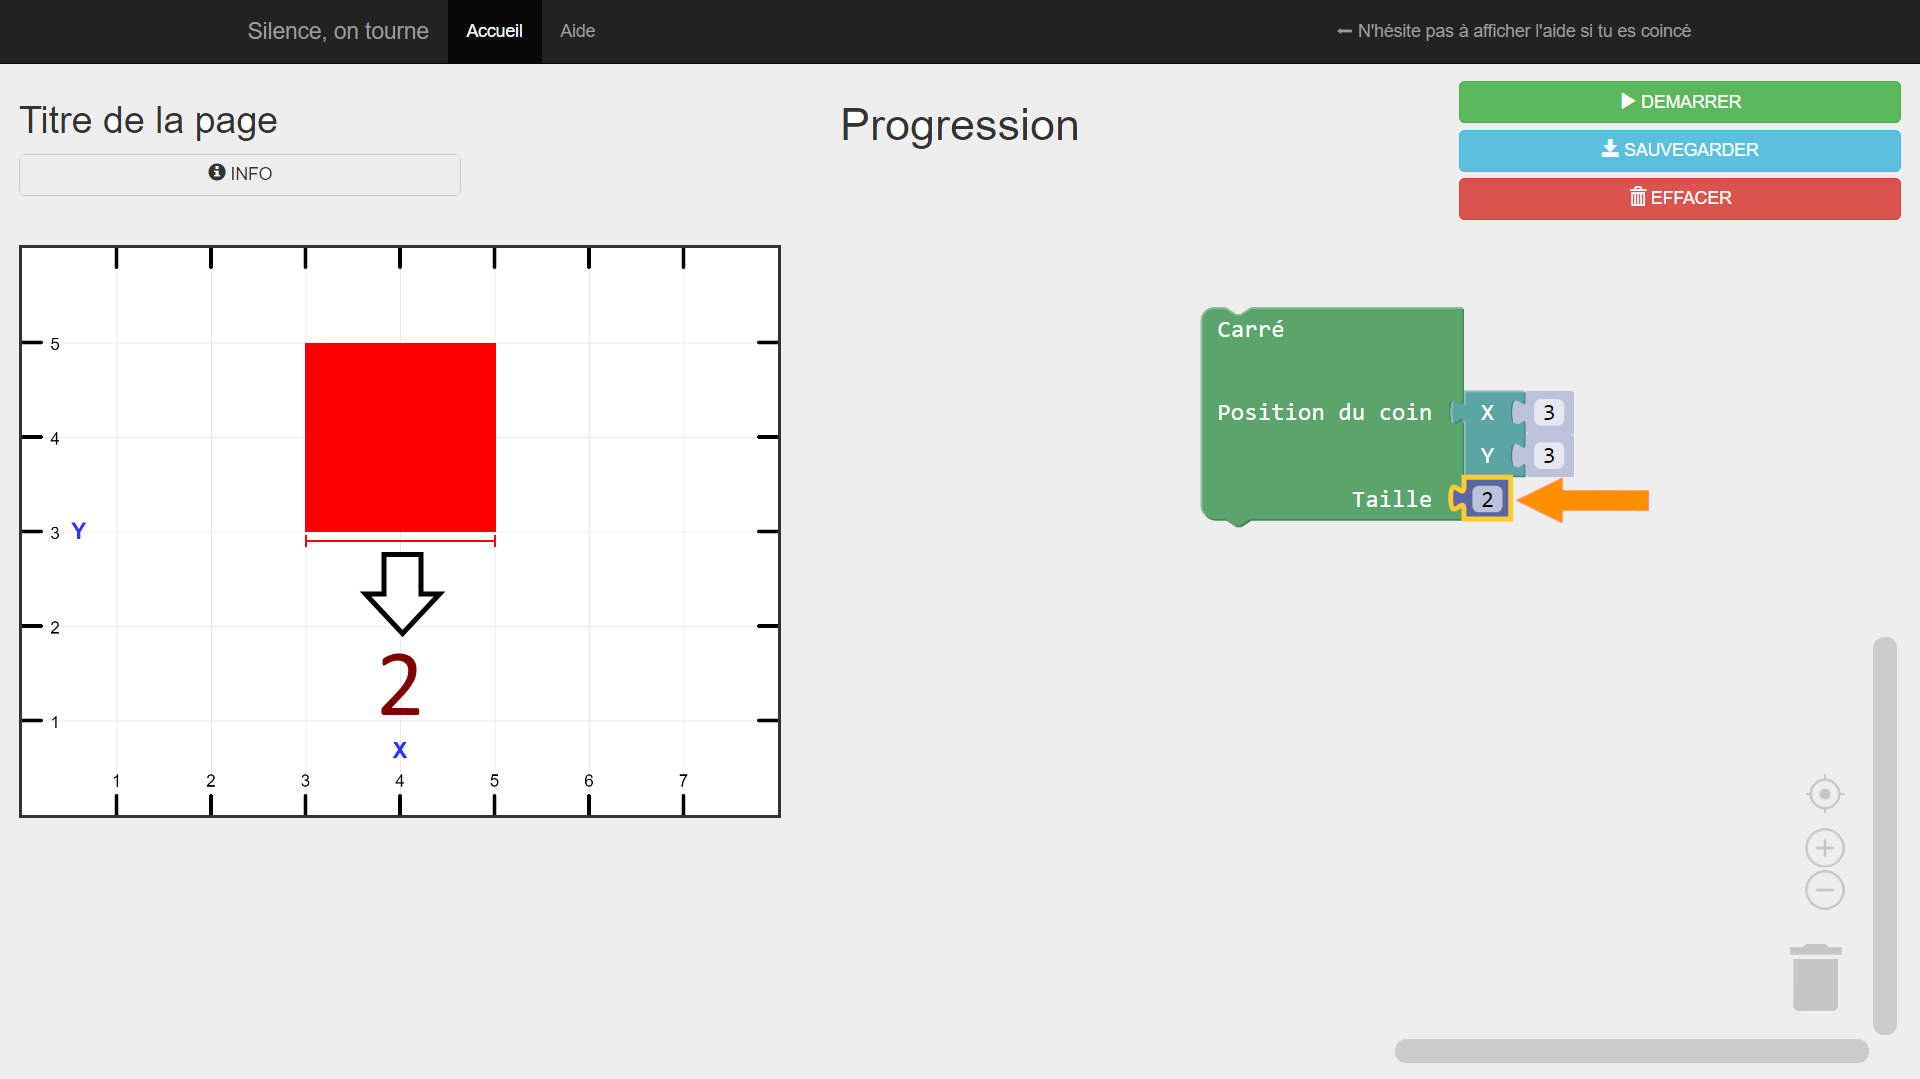 Silence, on tourne
Accueil
Aide
N'hésite pas à afficher l'aide si tu es coincé
Titre de la page
INFO
Progression
DEMARRER
SAUVEGARDER
EFFACER
5
4
3 Y
2
1
2
X
1 2 3 4 5 6 7
Carré
Position du coin X 3
Y 3
Taille 2